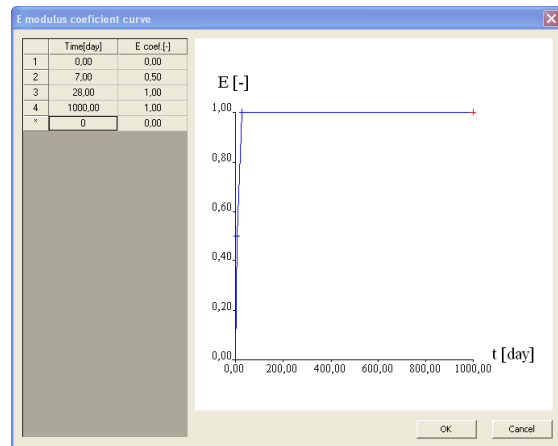 E modulus coeficient curve
Time[day] E coef.[-]
1 0,00 0,00
2 7,00 0,50
3 28,00 1,00
4 1000,00 1,00
* 0 0,00
E [-]
1,00
0,80
0,60
0,40
0,20
0,00
t [day]
0,00 200,00 400,00 600,00 800,00 1000,00
OK Cancel